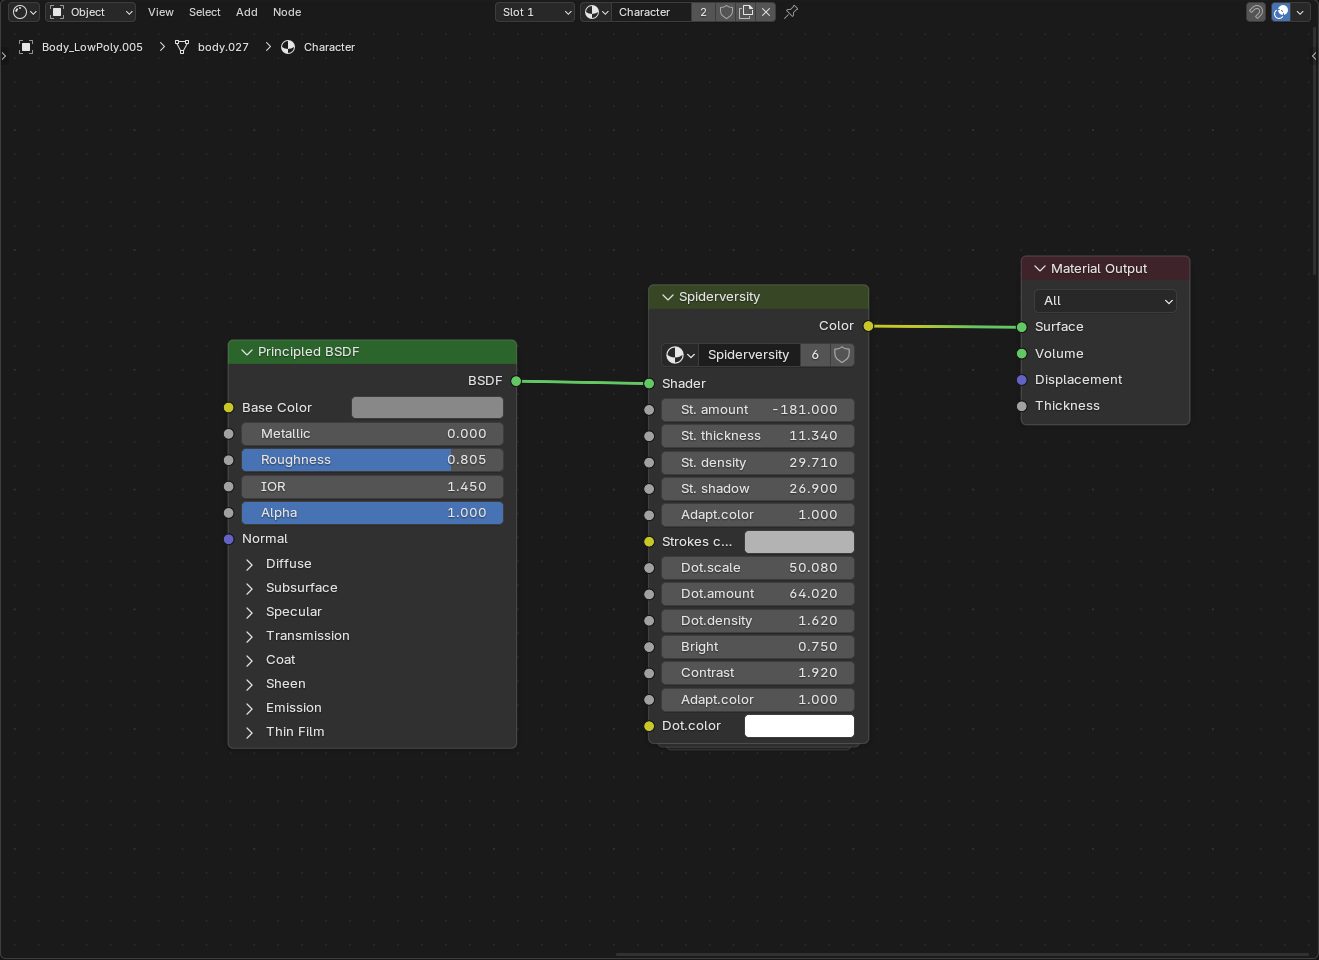 Object View Select Add Node Slot 1 Character 2
Body_LowPoly.005 body.027 Character
Principled BSDF
BSDF
Base Color
Metallic 0.000
Roughness 0.805
IOR 1.450
Alpha 1.000
Normal
Diffuse
Subsurface
Specular
Transmission
Coat
Sheen
Emission
Thin Film
Spiderversity
Color
Spiderversity 6
Shader
St. amount -181.000
St. thickness 11.340
St. density 29.710
St. shadow 26.900
Adapt.color 1.000
Strokes c...
Dot.scale 50.080
Dot.amount 64.020
Dot.density 1.620
Bright 0.750
Contrast 1.920
Adapt.color 1.000
Dot.color
Material Output
All
Surface
Volume
Displacement
Thickness